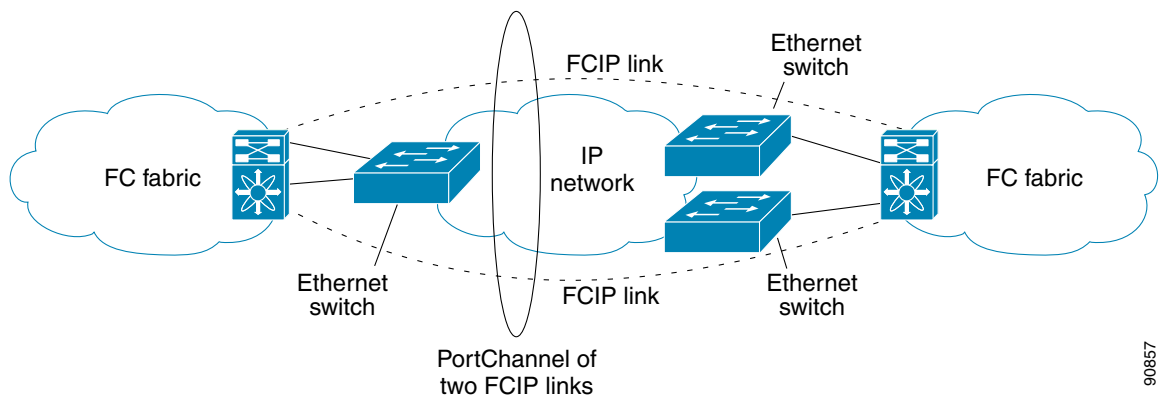 Ethernet
switch
FCIP link
FC fabric
IP
network
FC fabric
Ethernet
switch
FCIP link
Ethernet
switch
PortChannel of
two FCIP links
90857